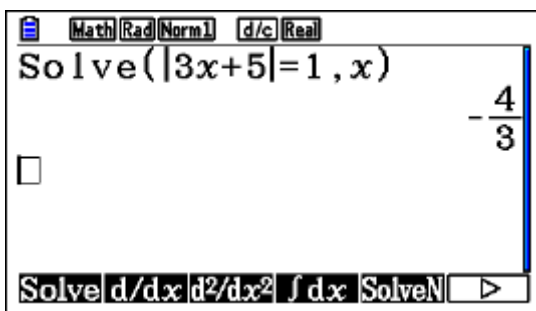 Math Rad Norm1 d/c Real
Solve(|3x+5|=1,x)
-4/3
Solve d/dx d²/dx² ∫dx SolveN ▷